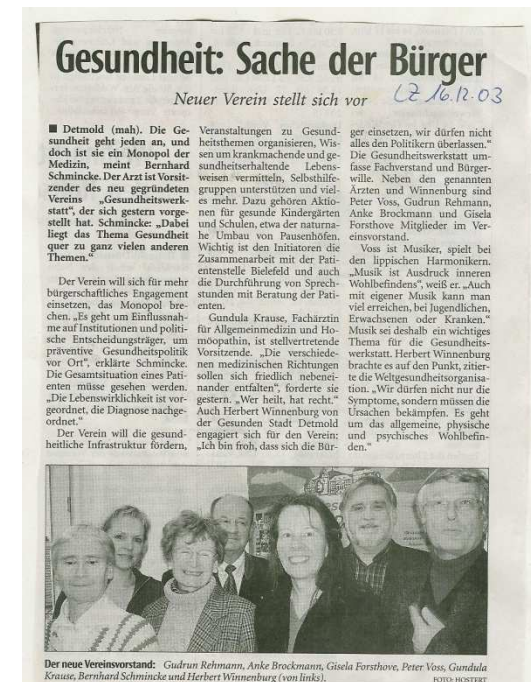 Gesundheit: Sache der Bürger
Neuer Verein stellt sich vor
LZ 16.12.03
■ Detmold (mah). Die Ge-
sundheit geht jeden an, und
doch ist sie ein Monopol der
Medizin, meint Bernhard
Schmincke. Der Arzt ist Vorsit-
zender des neu gegründeten
Vereins „Gesundheitswerk-
statt“, der sich gestern vorge-
stellt hat. Schmincke: „Dabei
liegt das Thema Gesundheit
quer zu ganz vielen anderen
Themen.“
Der Verein will sich für mehr
bürgerschaftliches Engagement
einsetzen, das Monopol bre-
chen. „Es geht um Einflussnah-
me auf Institutionen und politi-
sche Entscheidungsträger, um
präventive Gesundheitspolitik
vor Ort“, erklärte Schmincke.
Die Gesamtsituation eines Pati-
enten müsse gesehen werden.
„Die Lebenswirklichkeit ist vor-
geordnet, die Diagnose nachge-
ordnet.“
Der Verein will die gesund-
heitliche Infrastruktur fördern,
Veranstaltungen zu Gesund-
heitsthemen organisieren, Wis-
sen um krankmachende und ge-
sundheitserhaltende Lebens-
weisen vermitteln, Selbsthilfe-
gruppen unterstützen und viel-
es mehr. Dazu gehören Aktio-
nen für gesunde Kindergärten
und Schulen, etwa der naturna-
he Umbau von Pausenhöfen.
Wichtig ist den Initiatoren die
Zusammenarbeit mit der Pati-
entenstelle Bielefeld und auch
die Durchführung von Sprech-
stunden mit Beratung der Pati-
enten.
Gundula Krause, Fachärztin
für Allgemeinmedizin und Ho-
möopathin, ist stellvertretende
Vorsitzende. „Die verschiede-
nen medizinischen Richtungen
sollen sich friedlich nebenei-
nander entfalten“, forderte sie
gestern. „Wer heilt, hat recht.“
Auch Herbert Winnenburg von
der Gesunden Stadt Detmold
engagiert sich für den Verein;
„Ich bin froh, dass sich die Bür-
ger einsetzen, wir dürfen nicht
alles den Politikern überlassen.“
Die Gesundheitswerkstatt um-
fasse Fachverstand und Bürger-
wille. Neben den genannten
Ärzten und Winnenburg sind
Peter Voss, Gudrun Rehmann,
Anke Brockmann und Gisela
Forsthove Mitglieder im Ver-
einsvorstand.
Voss ist Musiker, spielt bei
den lippischen Harmonikern.
„Musik ist Ausdruck inneren
Wohlbefindens“, weiß er. „Auch
mit eigener Musik kann man
viel erreichen, bei Jugendlichen,
Erwachsenen oder Kranken.“
Musik sei deshalb ein wichtiges
Thema für die Gesundheits-
werkstatt. Herbert Winnenburg
brachte es auf den Punkt, zitier-
te die Weltgesundheitsorganisa-
tion. „Wir dürfen nicht nur die
Symptome, sondern müssen die
Ursachen bekämpfen. Es geht
um das allgemeine, physische
und psychisches Wohlbefin-
den.“
Der neue Vereinsvorstand: Gudrun Rehmann, Anke Brockmann, Gisela Forsthove, Peter Voss, Gundula
Krause, Bernhard Schmincke und Herbert Winnenburg (von links).
FOTO: HOSTERT